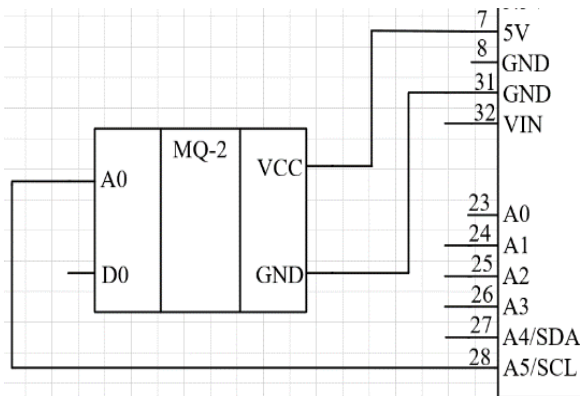 7 5V
8 GND
31 GND
32 VIN
MQ-2
VCC
A0
D0
GND
23 A0
24 A1
25 A2
26 A3
27 A4/SDA
28 A5/SCL